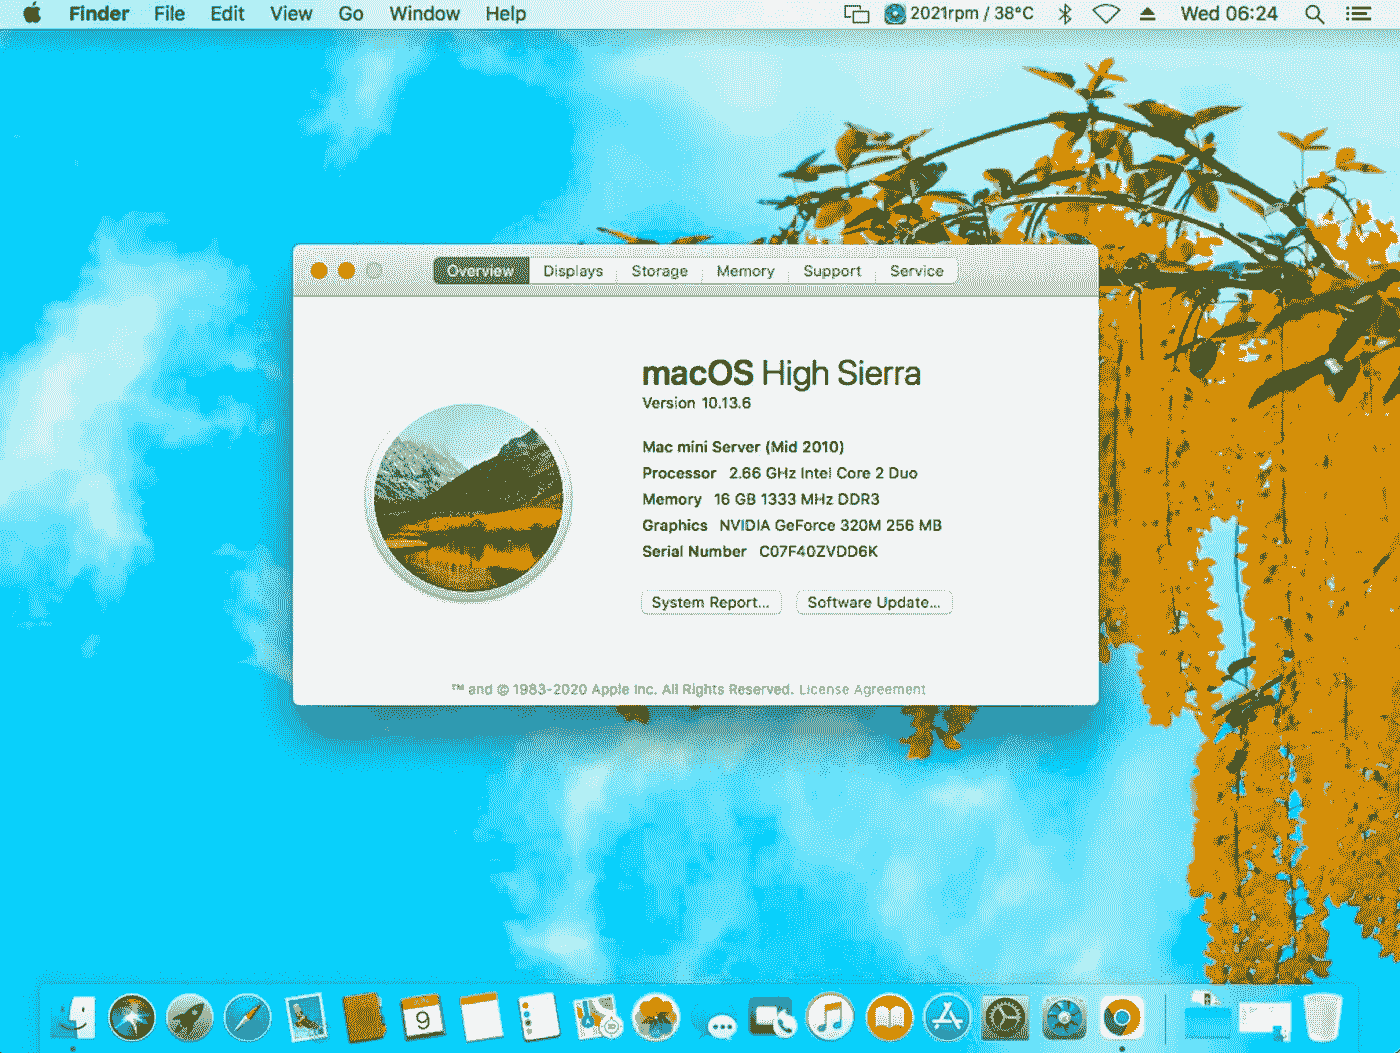 Finder File Edit View Go Window Help 2021rpm / 38°C Wed 06:24
Overview Displays Storage Memory Support Service
macOS High Sierra
Version 10.13.6
Mac mini Server (Mid 2010)
Processor 2.66 GHz Intel Core 2 Duo
Memory 16 GB 1333 MHz DDR3
Graphics NVIDIA GeForce 320M 256 MB
Serial Number C07F40ZVDD6K
System Report... Software Update...
™ and © 1983-2020 Apple Inc. All Rights Reserved. License Agreement
9